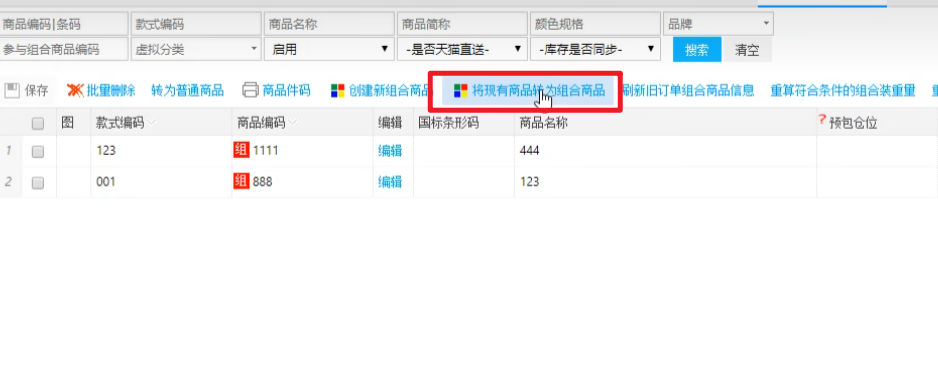 商品编码|条码 款式编码 商品名称 商品简称 颜色规格 品牌
参与组合商品编码 虚拟分类 启用 -是否天猫直送- -库存是否同步- 搜索 清空
保存 批量删除 转为普通商品 商品件码 创建新组合商品 将现有商品转为组合商品 刷新旧订单组合商品信息 重算符合条件的组合装重量
图 款式编码 商品编码 编辑 国标条形码 商品名称 ? 预包仓位
1 123 组 1111 编辑 444
2 001 组 888 编辑 123